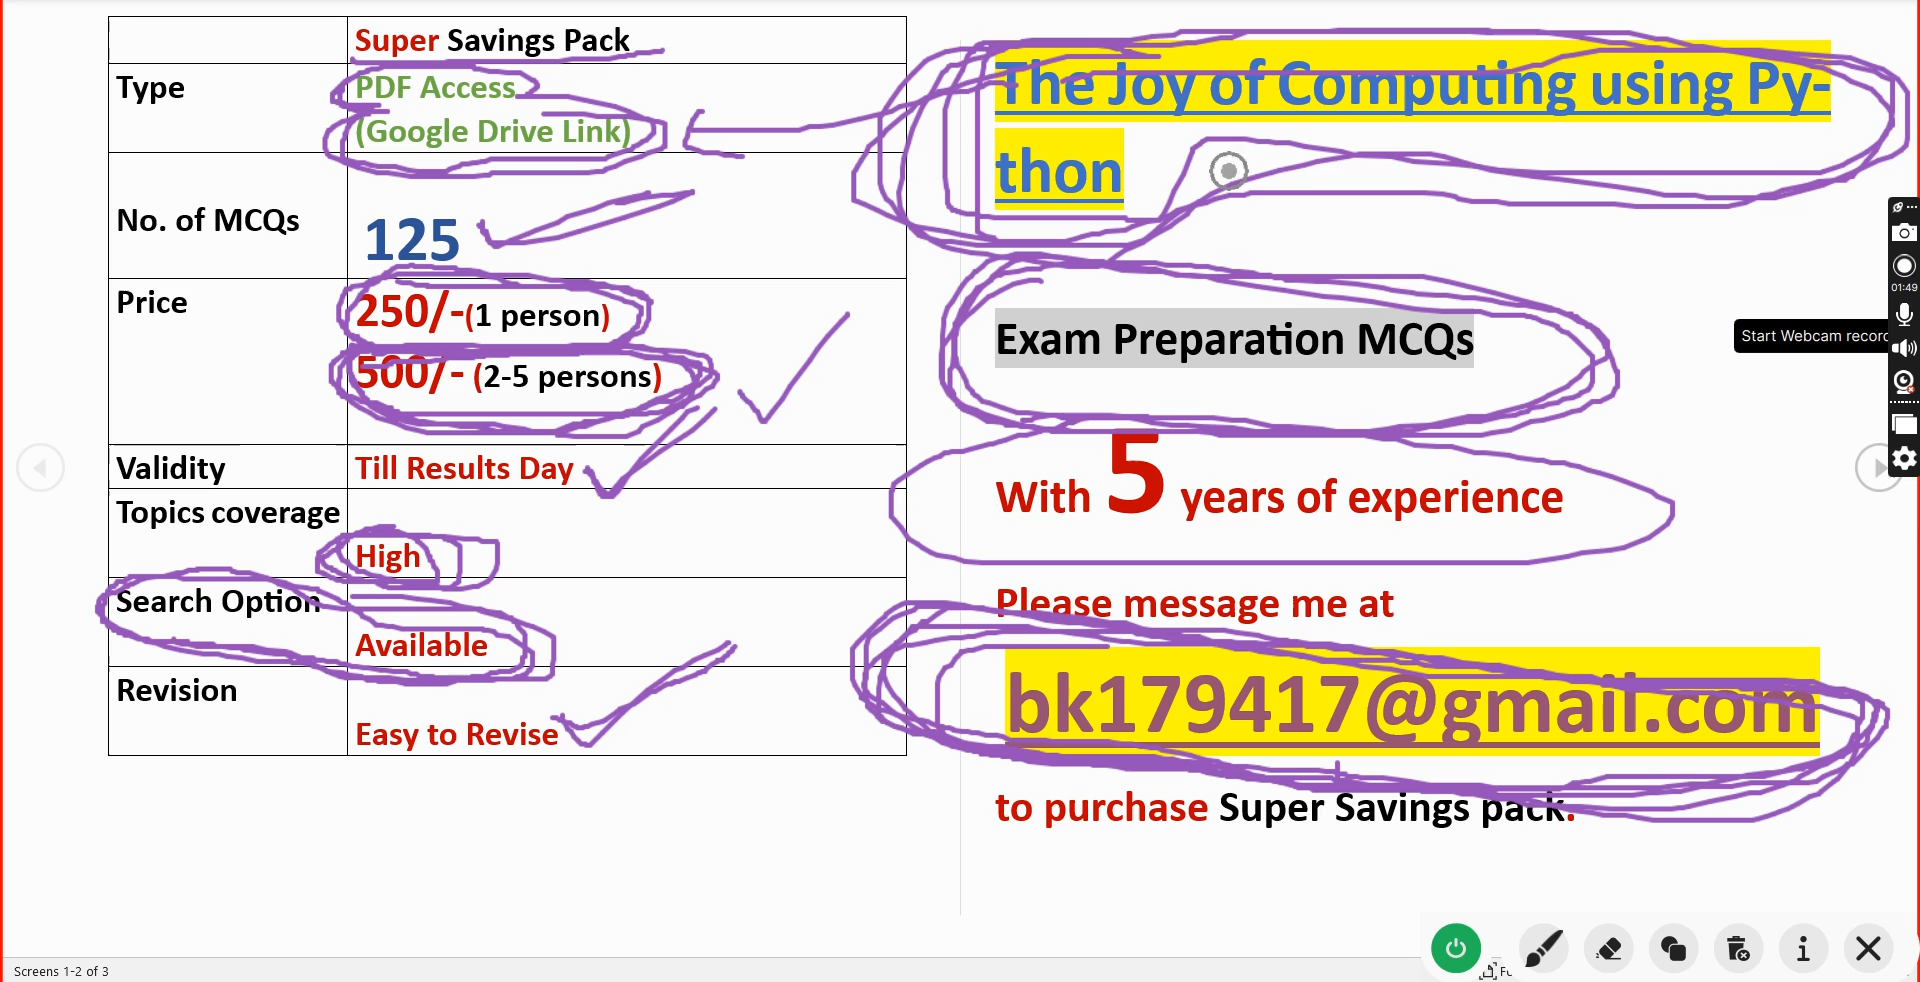 Super Savings Pack
Type
PDF Access
(Google Drive Link)
No. of MCQs
125
Price
250/-(1 person)
500/- (2-5 persons)
Validity
Till Results Day
Topics coverage
High
Search Option
Available
Revision
Easy to Revise
The Joy of Computing using Py-
thon
Exam Preparation MCQs
With 5 years of experience
Please message me at
bk179417@gmail.com
to purchase Super Savings pack.
01:49
Start Webcam recorc
Screens 1-2 of 3